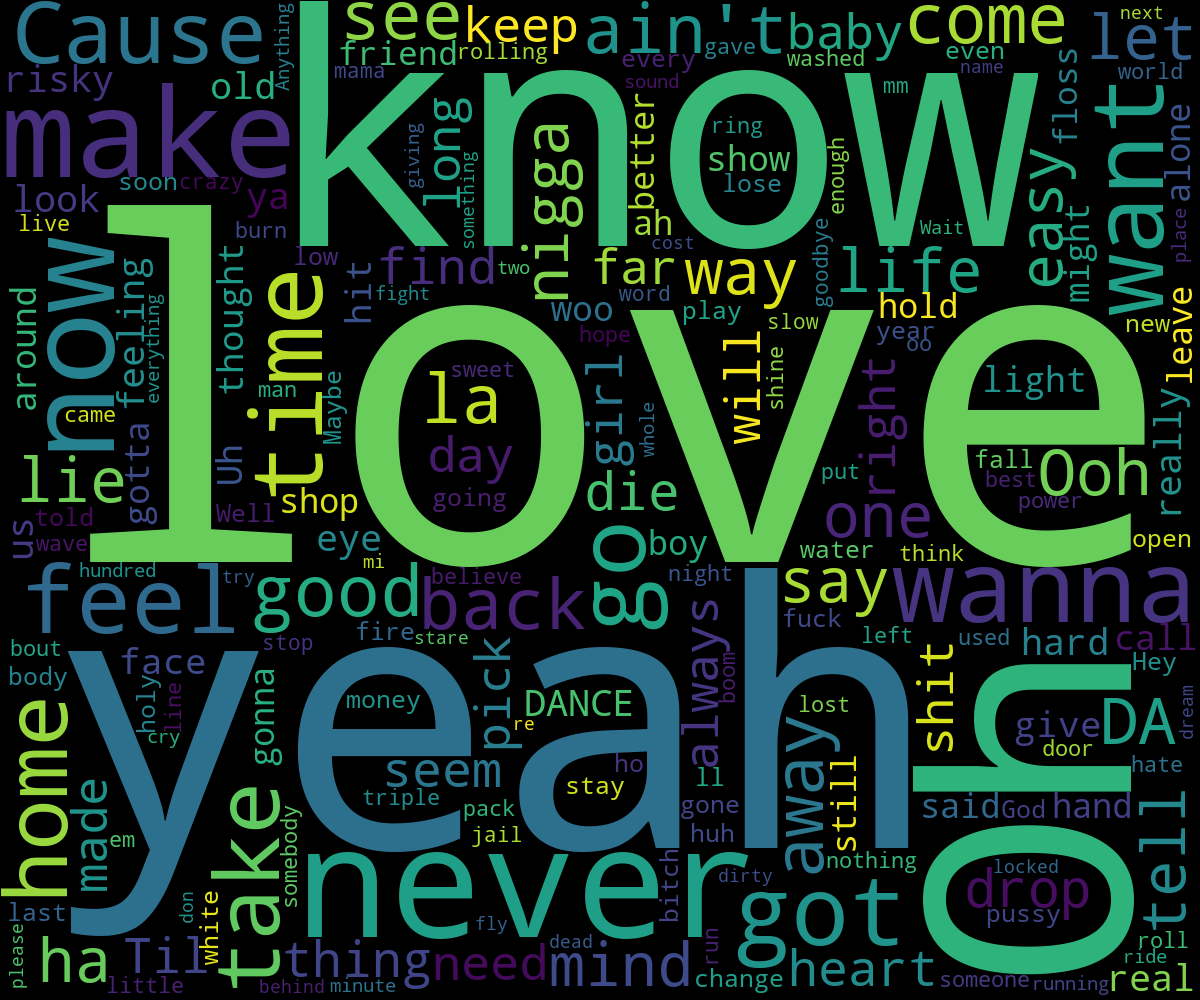 Cause
know
see
keep
ain't
baby
come
next
let
Anything
friend
rolling
mama
every
gave
washed
even
name
world
risky
old
sound
mm
floss
make
long
giving
something
nigga
better
ring
show
lose
enough
want
alone
soon
crazy
look
ya
live
burn
ah
cost
Wait
easy
might
place
now
feeling
everything
thought
low
hit
find
two
fight
far
word
way
goodbye
life
hold
around
time
woo
play
slow
year
oo
new
leave
love
hope
man
Maybe
la
sweet
girl
whole
will
shine
right
light
really
came
gotta
Uh
day
going
die
put
fall
best
power
Ooh
lie
shop
Well
told
us
wave
eye
mi
one
boy
go
water
think
open
hundred
try
feel
good
back
believe
night
say
wanna
fire
stare
stop
fuck
left
used
hard
call
bout
body
face
always
boom
shit
Hey
yeah
oh
holy
line
cry
gonna
money
pick
DANCE
re
lost
give
door
DA
dream
home
seem
ho
away
hate
made
triple
stay
ll
still
em
somebody
take
pack
jail
gone
huh
said
God
hand
tell
never
bitch
dirty
nothing
got
locked
drop
pussy
last
don
white
fly
please
ha
Til
thing
need
dead
mind
run
change
heart
roll
ride
little
behind
minute
someone
running
real